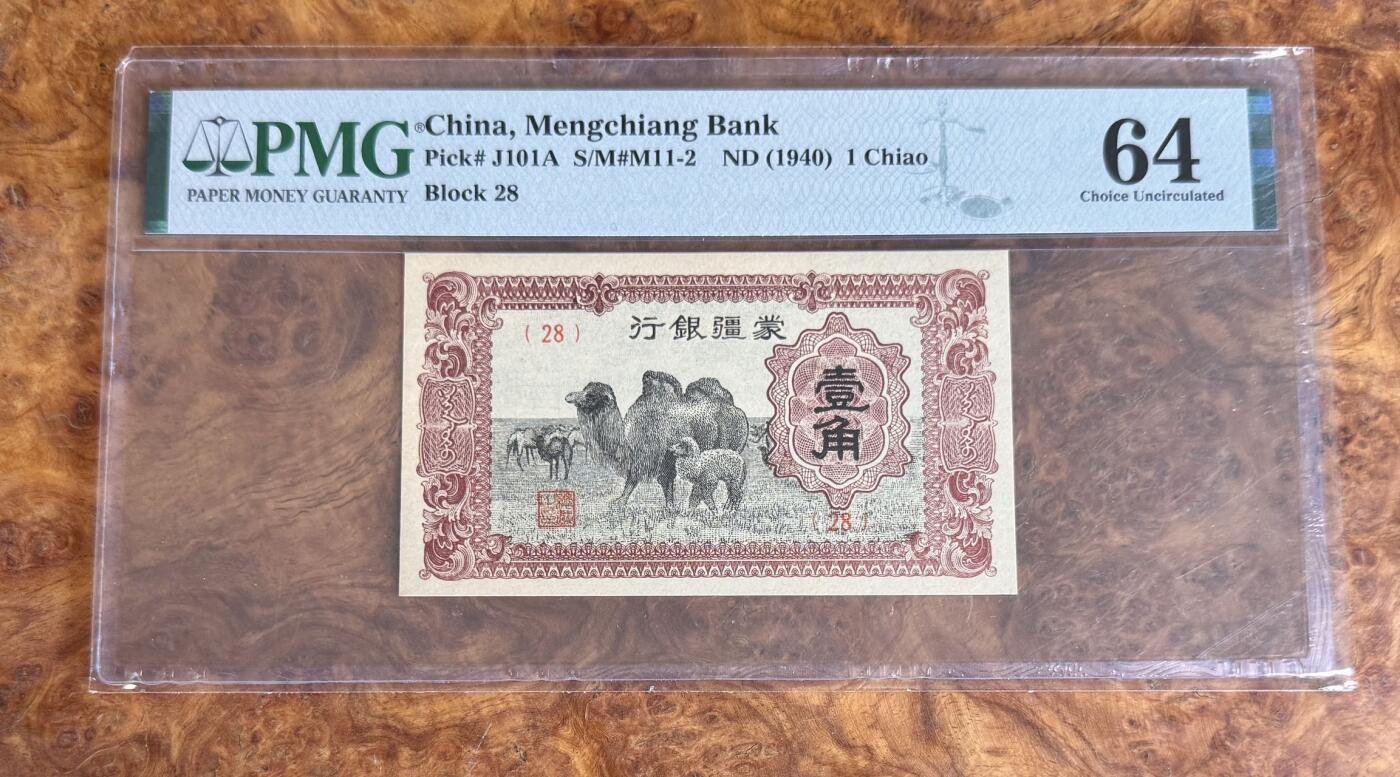 PMG®
PAPER MONEY GUARANTY
China, Mengchiang Bank
Pick# J101A S/M#M11-2 ND (1940) 1 Chiao
Block 28
64
Choice Uncirculated
( 28 )
行銀疆蒙
壹角
( 28 )